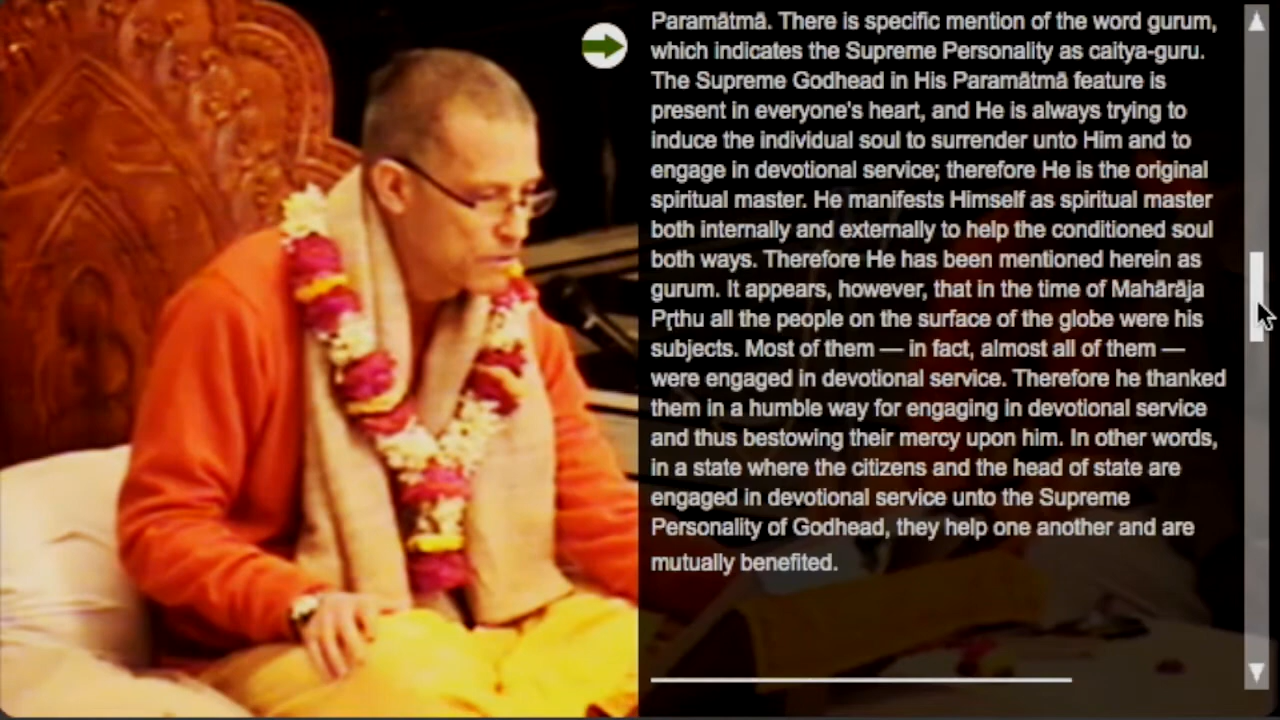 Paramātmā. There is specific mention of the word gurum,
which indicates the Supreme Personality as caitya-guru.
The Supreme Godhead in His Paramātmā feature is
present in everyone's heart, and He is always trying to
induce the individual soul to surrender unto Him and to
engage in devotional service; therefore He is the original
spiritual master. He manifests Himself as spiritual master
both internally and externally to help the conditioned soul
both ways. Therefore He has been mentioned herein as
gurum. It appears, however, that in the time of Mahārāja
Pṛthu all the people on the surface of the globe were his
subjects. Most of them — in fact, almost all of them —
were engaged in devotional service. Therefore he thanked
them in a humble way for engaging in devotional service
and thus bestowing their mercy upon him. In other words,
in a state where the citizens and the head of state are
engaged in devotional service unto the Supreme
Personality of Godhead, they help one another and are
mutually benefited.